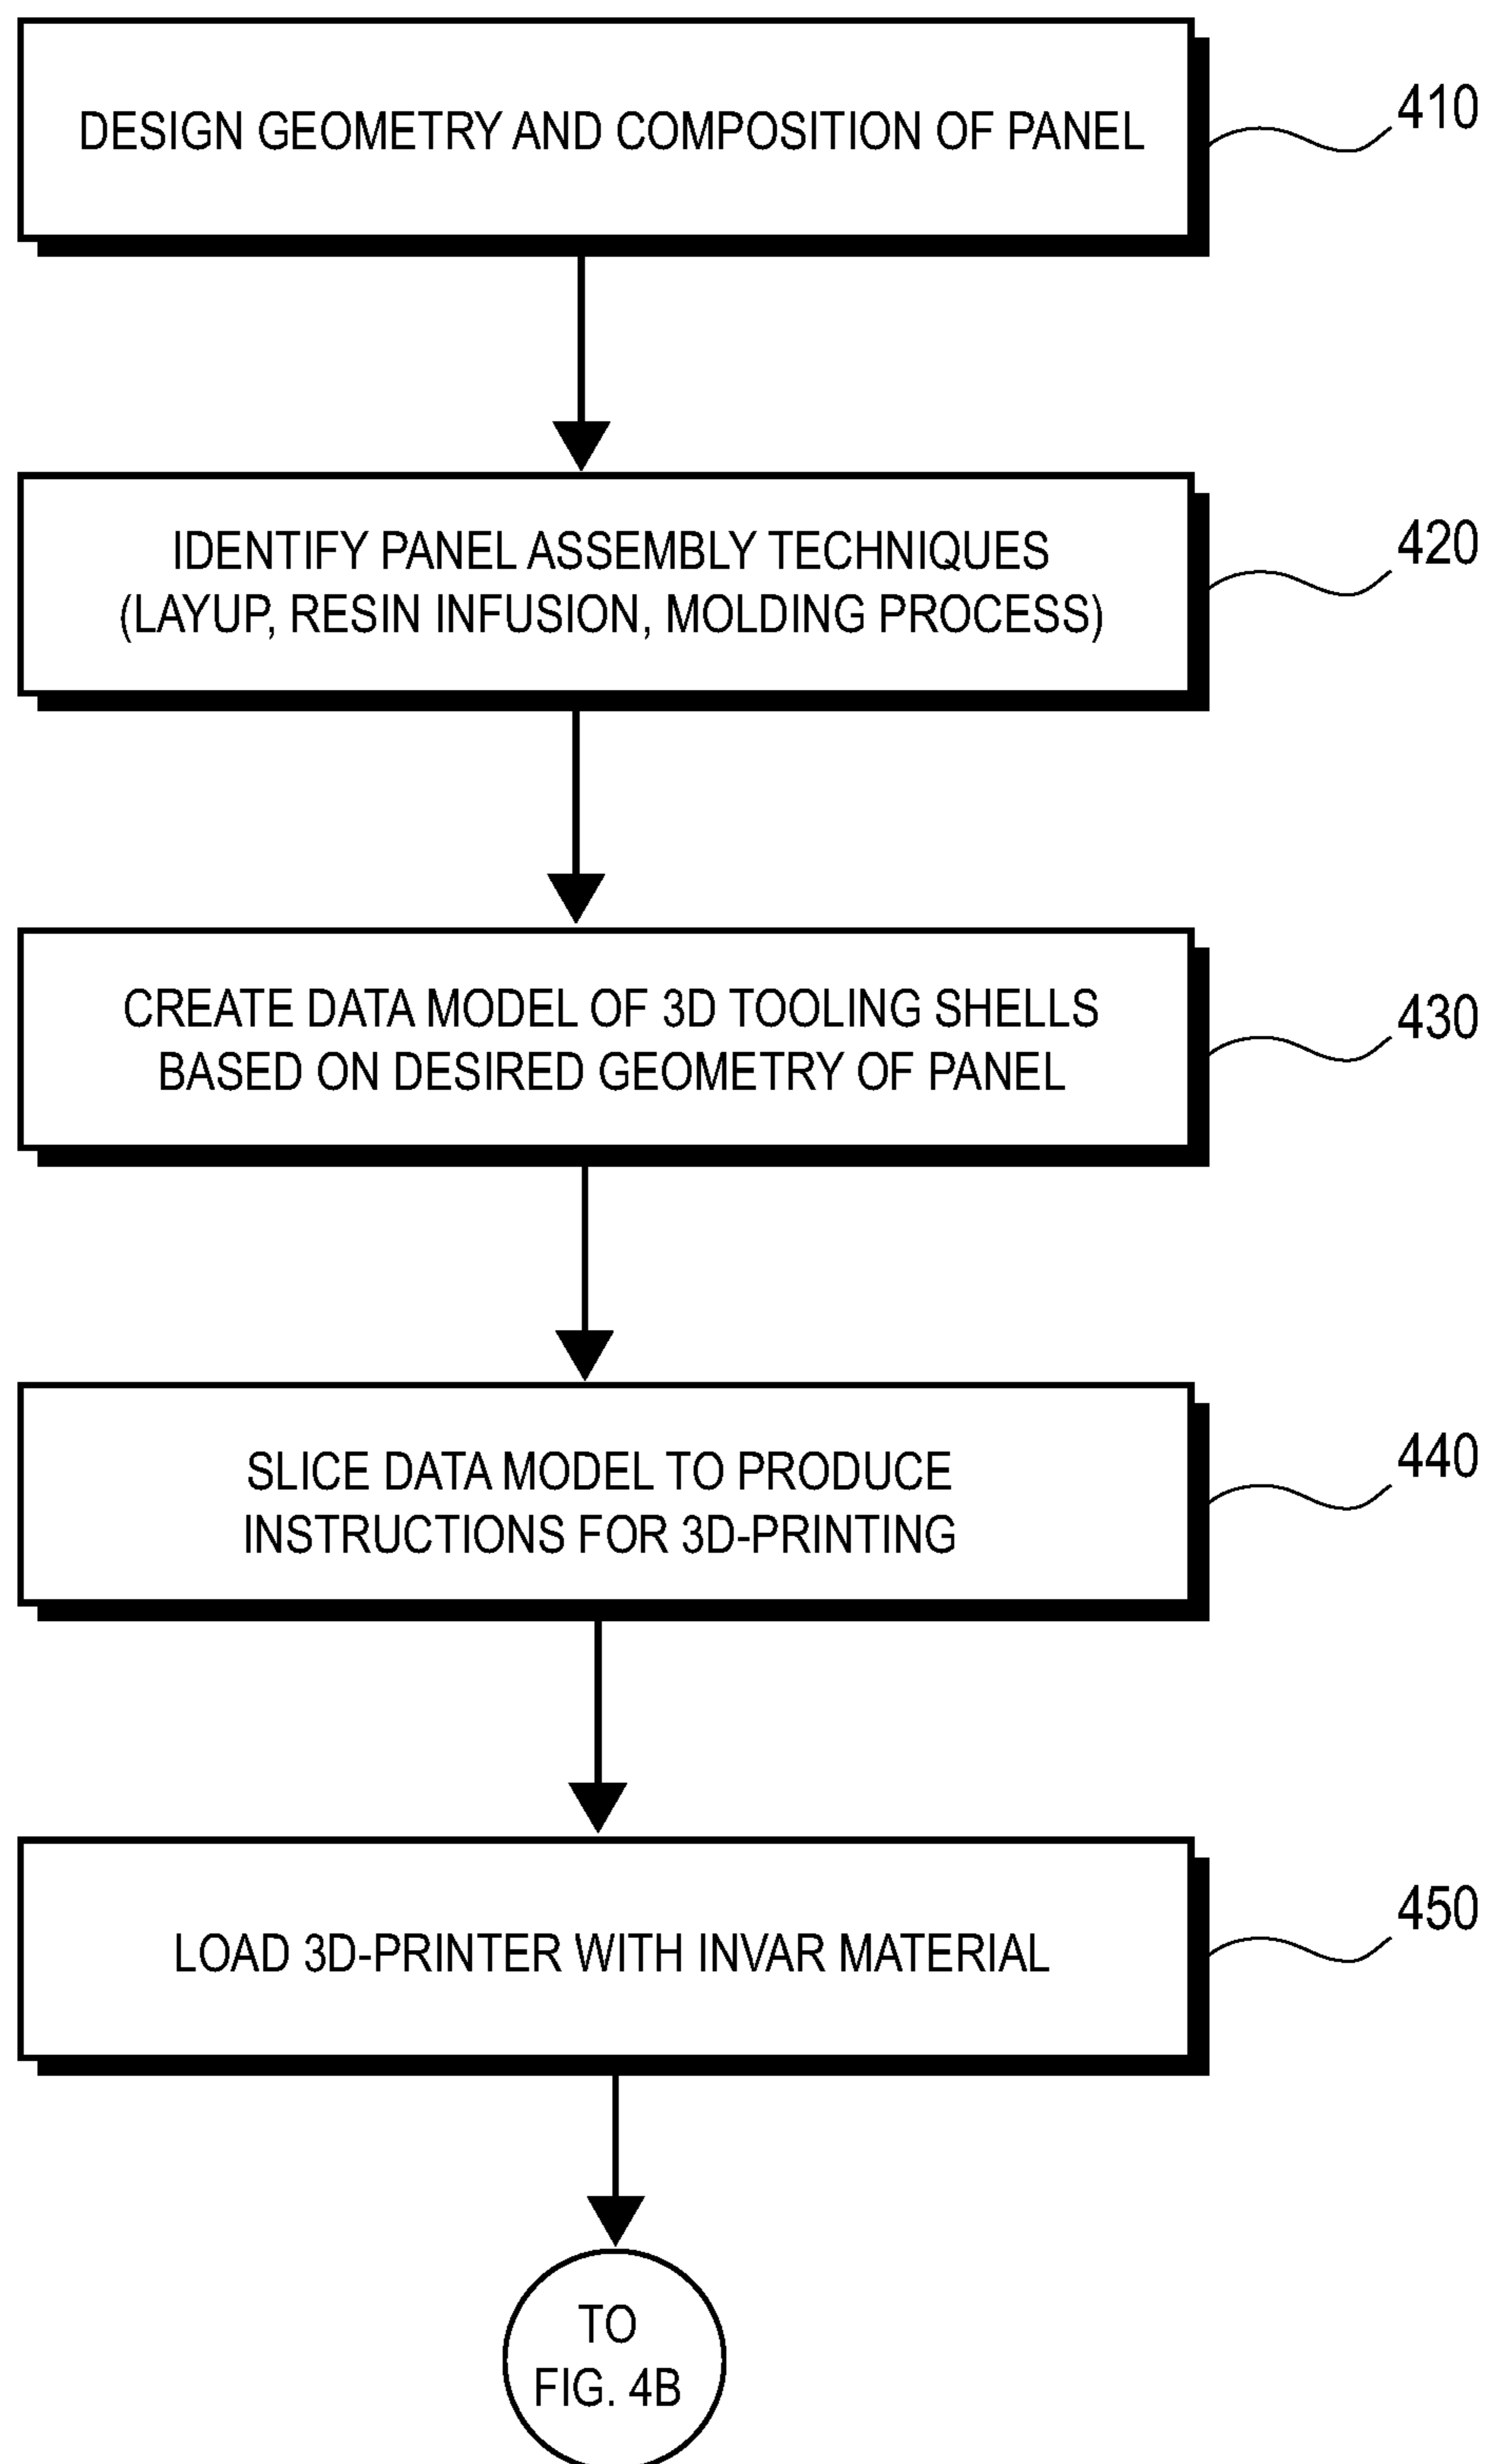 DESIGN GEOMETRY AND COMPOSITION OF PANEL
410
IDENTIFY PANEL ASSEMBLY TECHNIQUES
(LAYUP, RESIN INFUSION, MOLDING PROCESS)
420
CREATE DATA MODEL OF 3D TOOLING SHELLS
BASED ON DESIRED GEOMETRY OF PANEL
430
SLICE DATA MODEL TO PRODUCE
INSTRUCTIONS FOR 3D-PRINTING
440
LOAD 3D-PRINTER WITH INVAR MATERIAL
450
TO
FIG. 4B